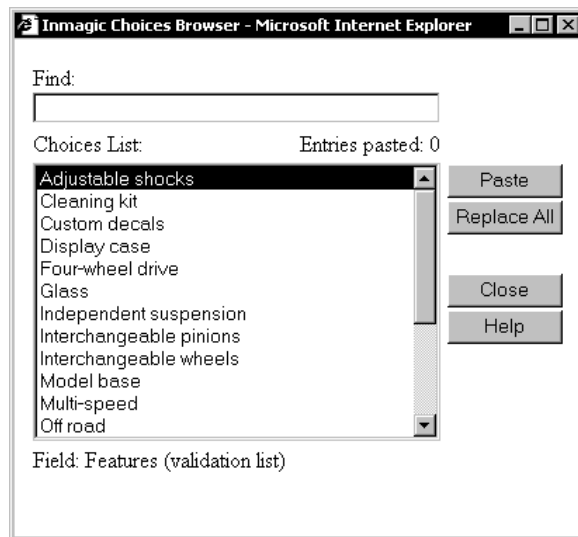 Inmagic Choices Browser - Microsoft Internet Explorer
Find:
Choices List: Entries pasted: 0
Adjustable shocks
Cleaning kit
Custom decals
Display case
Four-wheel drive
Glass
Independent suspension
Interchangeable pinions
Interchangeable wheels
Model base
Multi-speed
Off road
Paste
Replace All
Close
Help
Field: Features (validation list)